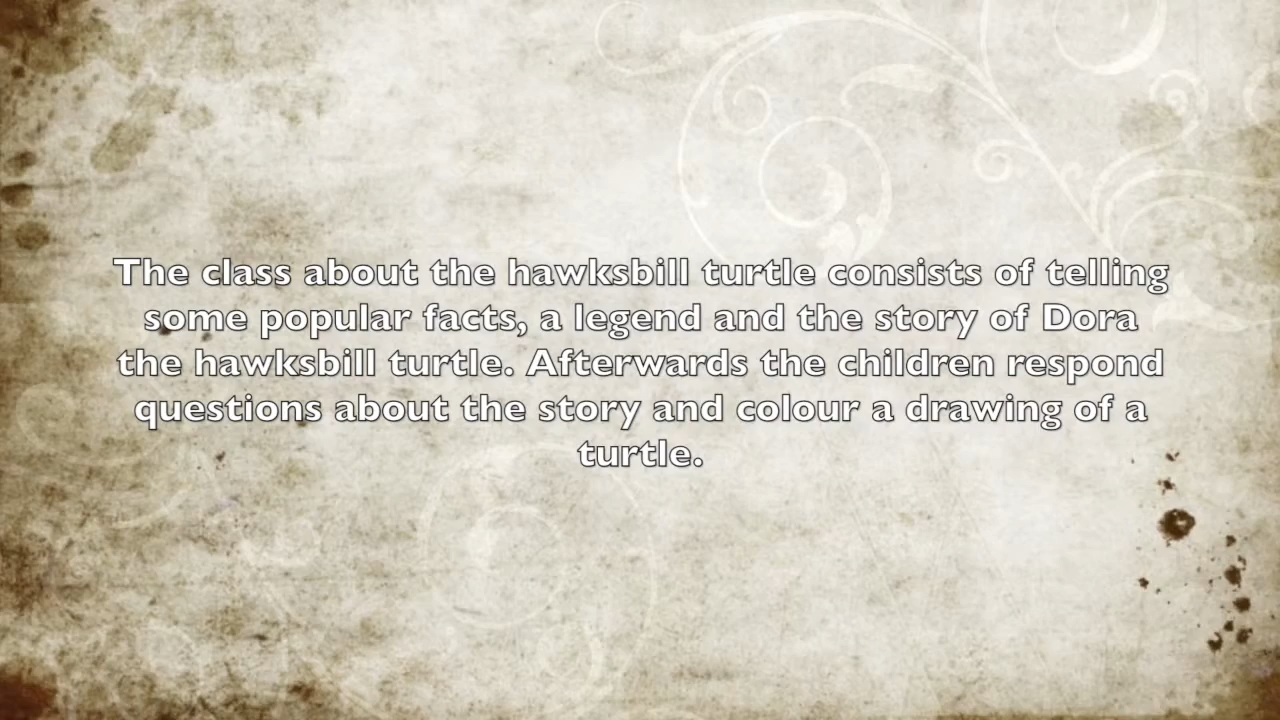 The class about the hawksbill turtle consists of telling
some popular facts, a legend and the story of Dora
the hawksbill turtle. Afterwards the children respond
questions about the story and colour a drawing of a
turtle.